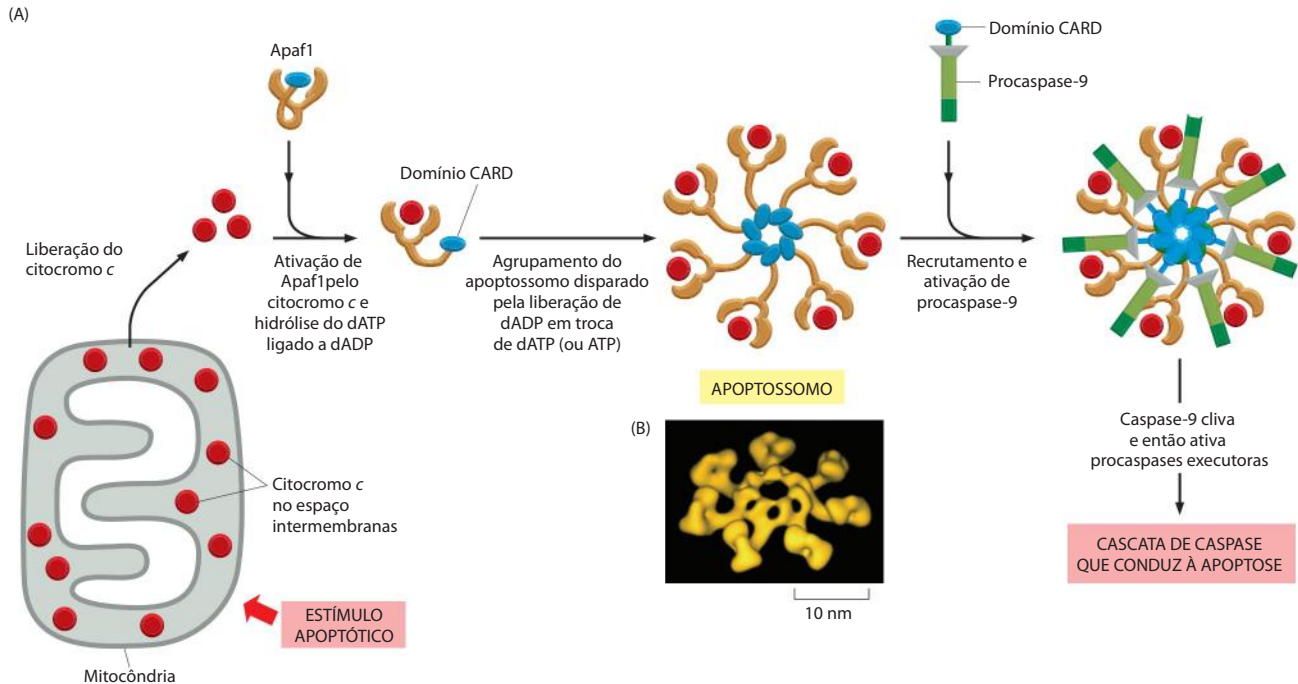 (A)
Apaf1
Domínio CARD
Procaspase-9
Domínio CARD
Liberação do
citocromo c
Ativação de
Apaf1pelo
citocromo c e
hidrólise do dATP
ligado a dADP
Agrupamento do
apoptossomo disparado
pela liberação de
dADP em troca
de dATP (ou ATP)
Recrutamento e
ativação de
procaspase-9
APOPTOSSOMO
(B)
10 nm
Caspase-9 cliva
e então ativa
procaspases executoras
CASCATA DE CASPASE
QUE CONDUZ À APOPTOSE
Citocromo c
no espaço
intermembranas
ESTÍMULO
APOPTÓTICO
Mitocôndria